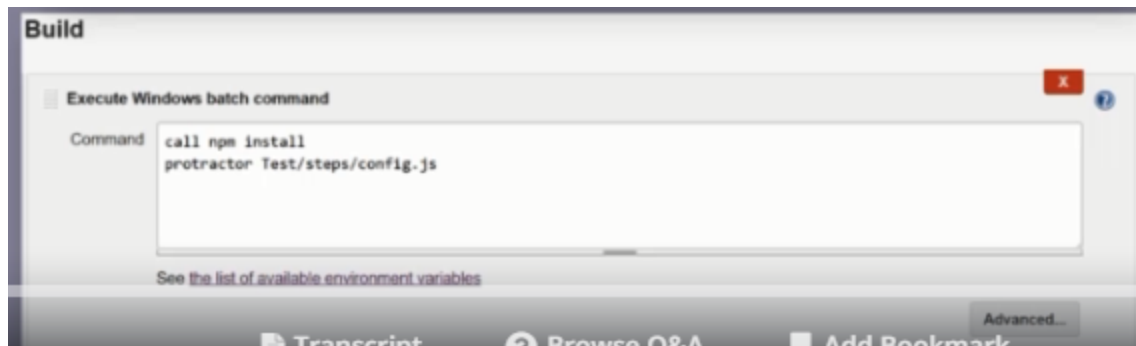 Build
Execute Windows batch command
X
?
Command
call npm install
protractor Test/steps/config.js
See the list of available environment variables
Advanced...
Transcript
? Browse Q&A
Add Bookmark